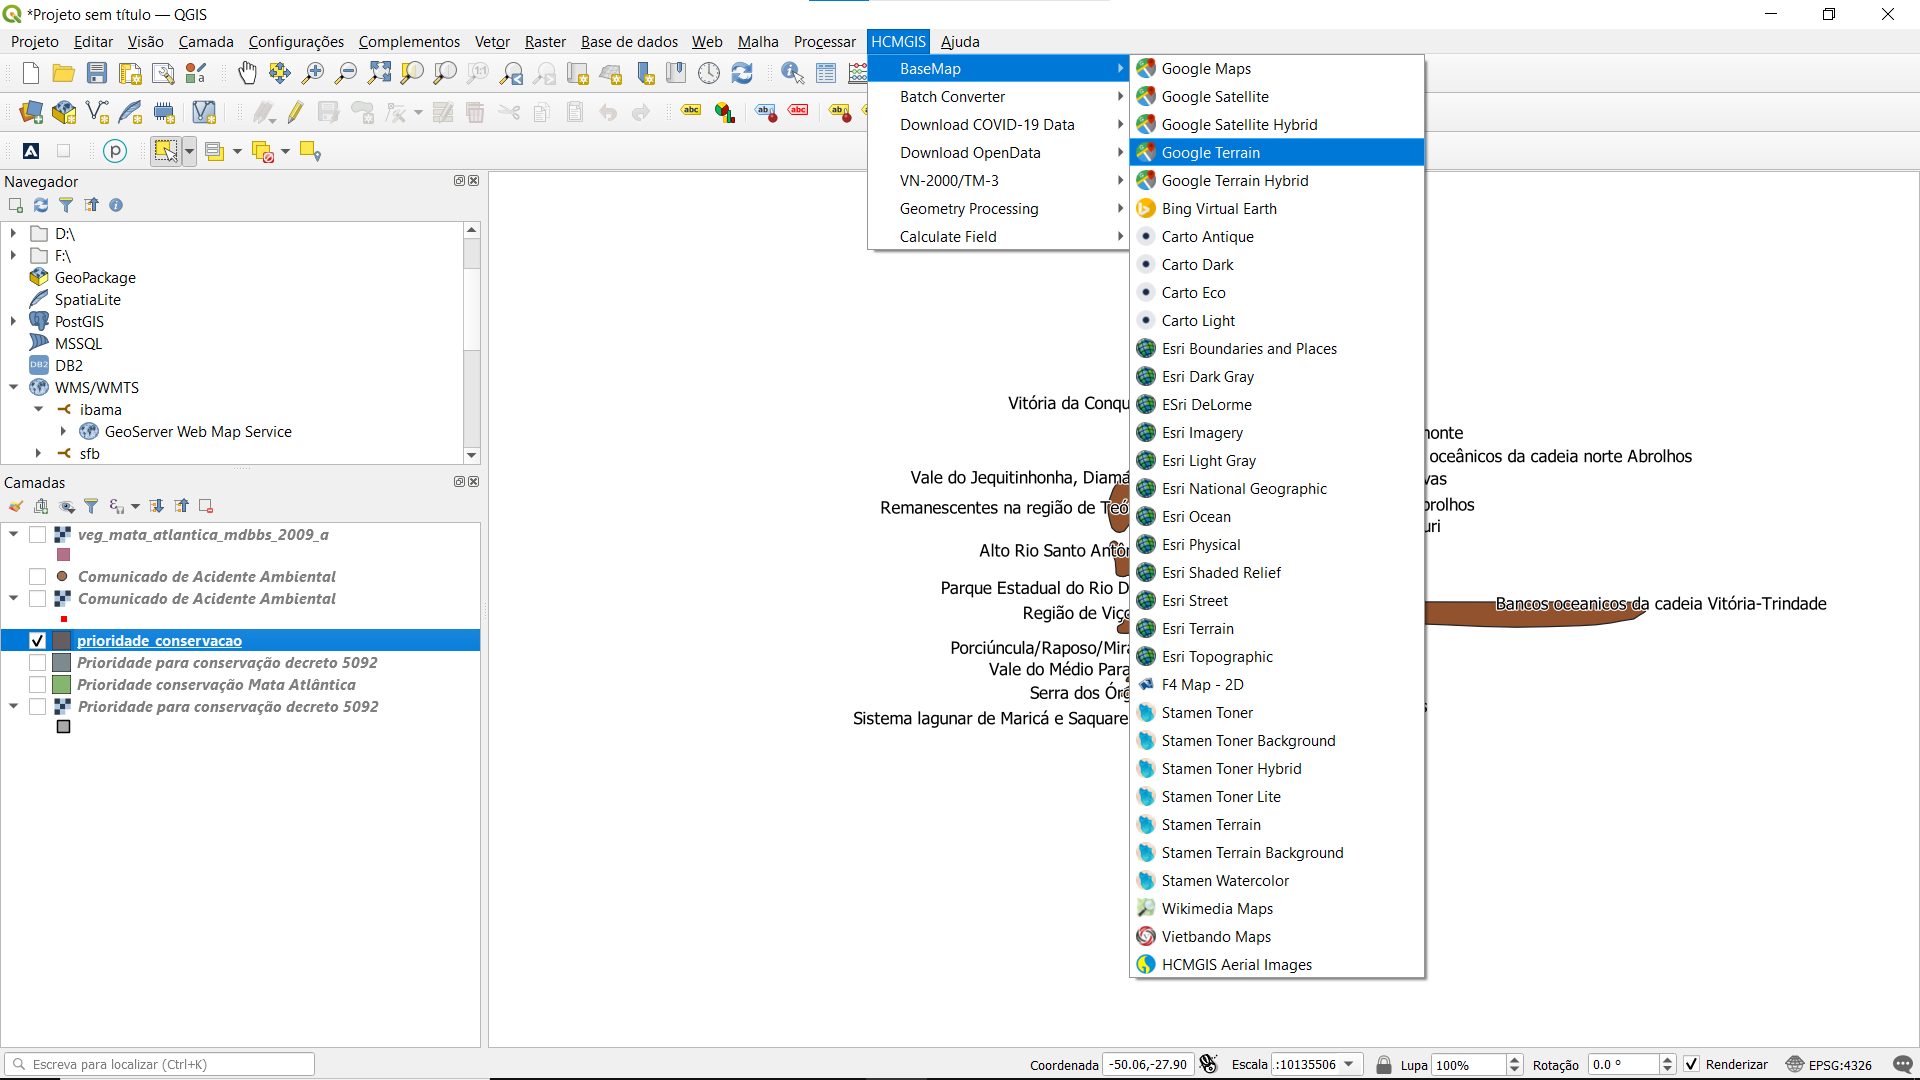 *Projeto sem título — QGIS
Projeto Editar Visão Camada Configurações Complementos Vetor Raster Base de dados Web Malha Processar HCMGIS Ajuda
BaseMap
Batch Converter
Download COVID-19 Data
Download OpenData
VN-2000/TM-3
Geometry Processing
Calculate Field
Google Maps
Google Satellite
Google Satellite Hybrid
Google Terrain
Google Terrain Hybrid
Bing Virtual Earth
Carto Antique
Carto Dark
Carto Eco
Carto Light
Esri Boundaries and Places
Esri Dark Gray
ESri DeLorme
Esri Imagery
Esri Light Gray
Esri National Geographic
Esri Ocean
Esri Physical
Esri Shaded Relief
Esri Street
Esri Terrain
Esri Topographic
F4 Map - 2D
Stamen Toner
Stamen Toner Background
Stamen Toner Hybrid
Stamen Toner Lite
Stamen Terrain
Stamen Terrain Background
Stamen Watercolor
Wikimedia Maps
Vietbando Maps
HCMGIS Aerial Images
Navegador
D:\
F:\
GeoPackage
SpatiaLite
PostGIS
MSSQL
DB2
WMS/WMTS
ibama
GeoServer Web Map Service
sfb
Camadas
veg_mata_atlantica_mdbbs_2009_a
Comunicado de Acidente Ambiental
Comunicado de Acidente Ambiental
prioridade_conservacao
Prioridade para conservação decreto 5092
Prioridade conservação Mata Atlântica
Prioridade para conservação decreto 5092
Vitória da Conqu
Vale do Jequitinhonha, Diamá
Remanescentes na região de Teó
Alto Rio Santo Antôn
Parque Estadual do Rio D
Região de Viço
Porciúncula/Raposo/Mira
Vale do Médio Para
Serra dos Órg
Sistema lagunar de Maricá e Saquare
onte
oceânicos da cadeia norte Abrolhos
vas
brolhos
uri
Bancos oceanicos da cadeia Vitória-Trindade
s
Escreva para localizar (Ctrl+K)
Coordenada -50.06,-27.90 Escala :10135506 Lupa 100% Rotação 0.0 ° Renderizar EPSG:4326